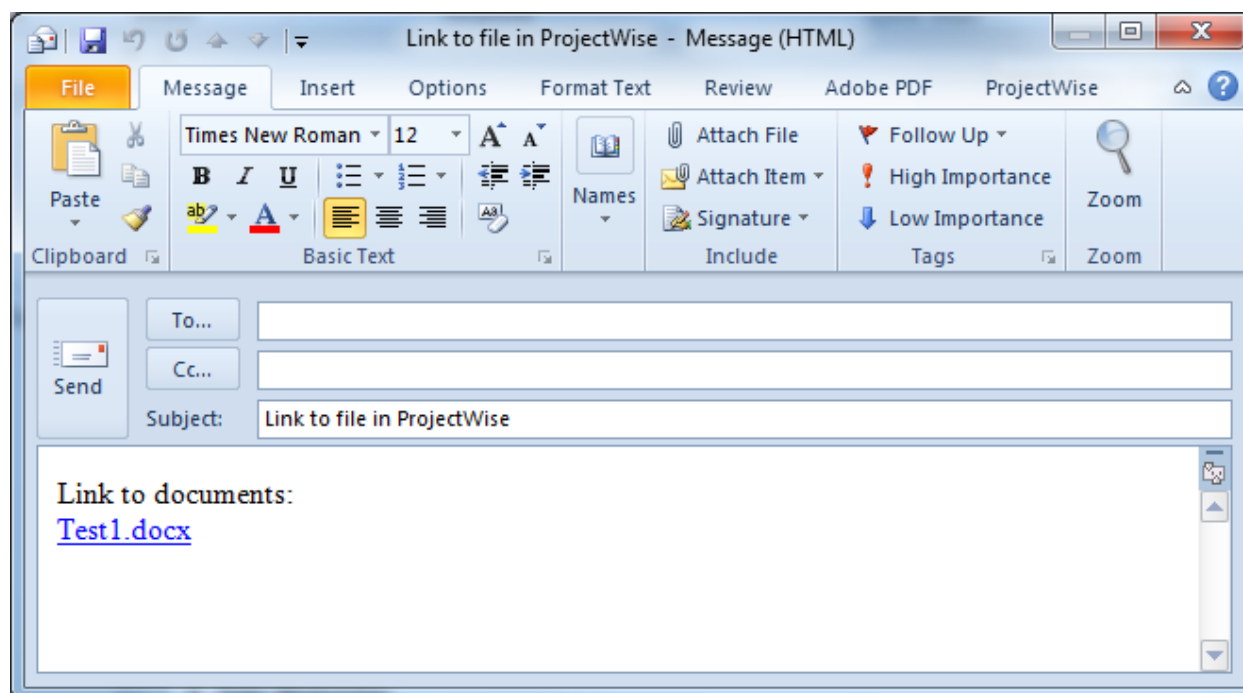 Link to file in ProjectWise - Message (HTML)
File Message Insert Options Format Text Review Adobe PDF ProjectWise
Times New Roman 12 Attach File Follow Up
Paste B I U Names Attach Item High Importance Zoom
Signature Low Importance
Clipboard Basic Text Include Tags Zoom
To...
Cc...
Send
Subject: Link to file in ProjectWise
Link to documents:
Test1.docx